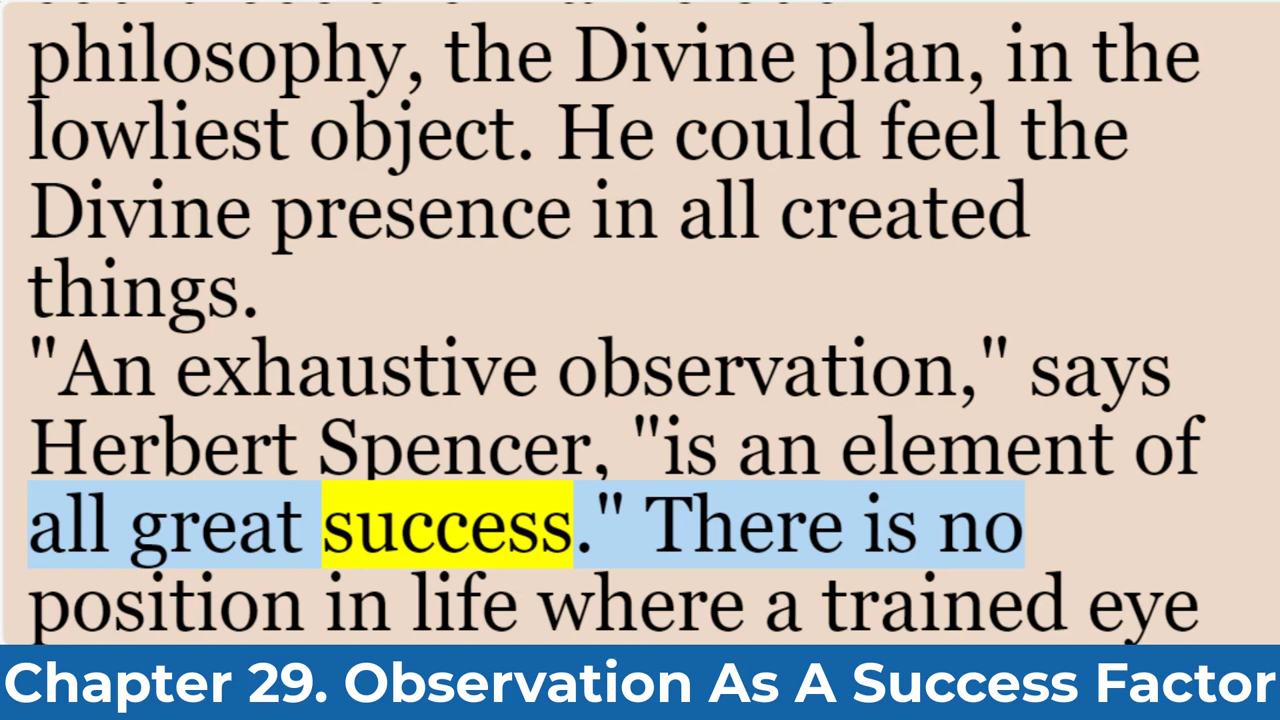 philosophy, the Divine plan, in the
lowliest object. He could feel the
Divine presence in all created
things.
"An exhaustive observation," says
Herbert Spencer, "is an element of
all great success." There is no
position in life where a trained eye
Chapter 29. Observation As A Success Factor